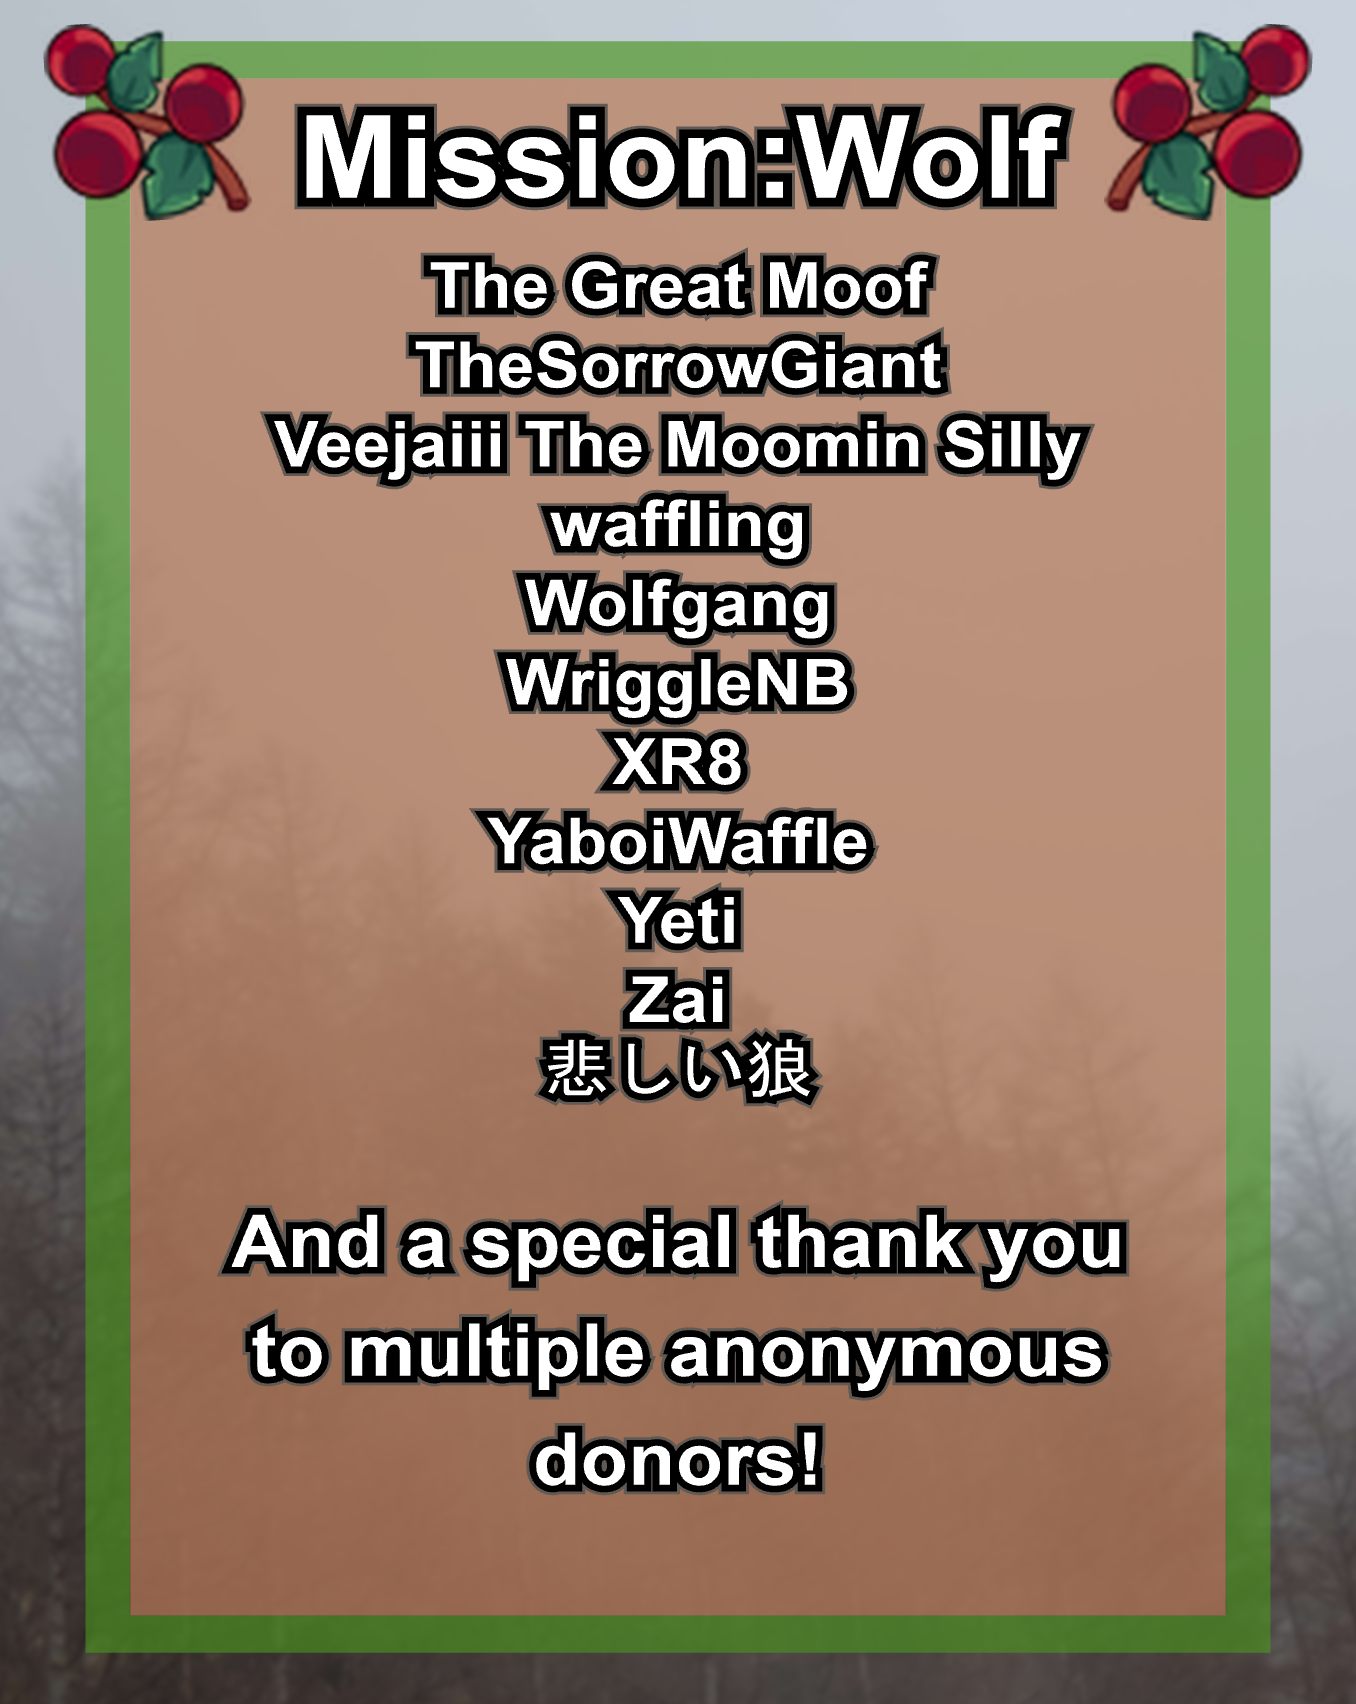 Mission:Wolf
The Great Moof
TheSorrowGiant
Veejaiii The Moomin Silly
waffling
Wolfgang
WriggleNB
XR8
YaboiWaffle
Yeti
Zai
悲しい狼
And a special thank you
to multiple anonymous
donors!